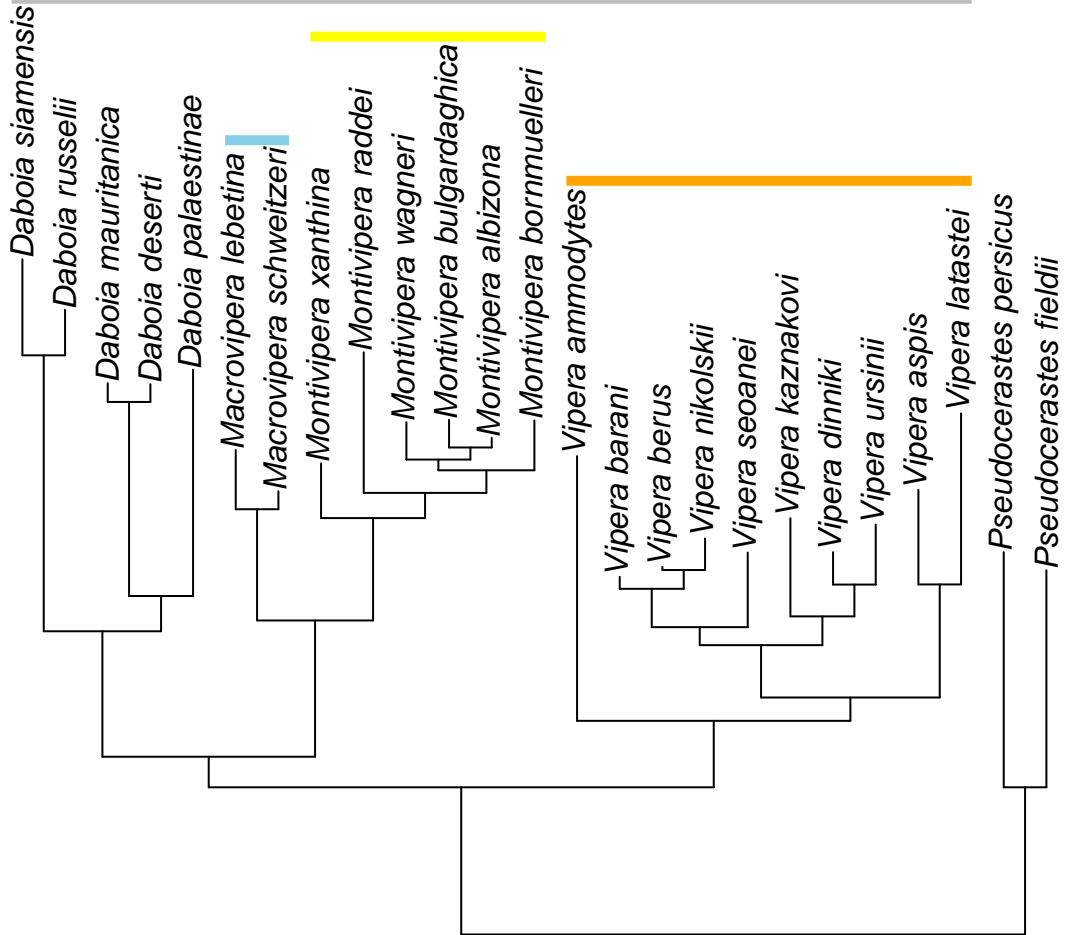 Daboia siamensis
Daboia russelii
Daboia mauritanica
Daboia deserti
Daboia palaestinae
Macrovipera lebetina
Macrovipera schweitzeri
Montivipera xanthina
Montivipera raddei
Montivipera wagneri
Montivipera bulgardaghica
Montivipera albizona
Montivipera bornmuelleri
Vipera ammodytes
Vipera barani
Vipera berus
Vipera nikolskii
Vipera seoanei
Vipera kaznakovi
Vipera dinniki
Vipera ursinii
Vipera aspis
Vipera latastei
Pseudocerastes persicus
Pseudocerastes fieldii